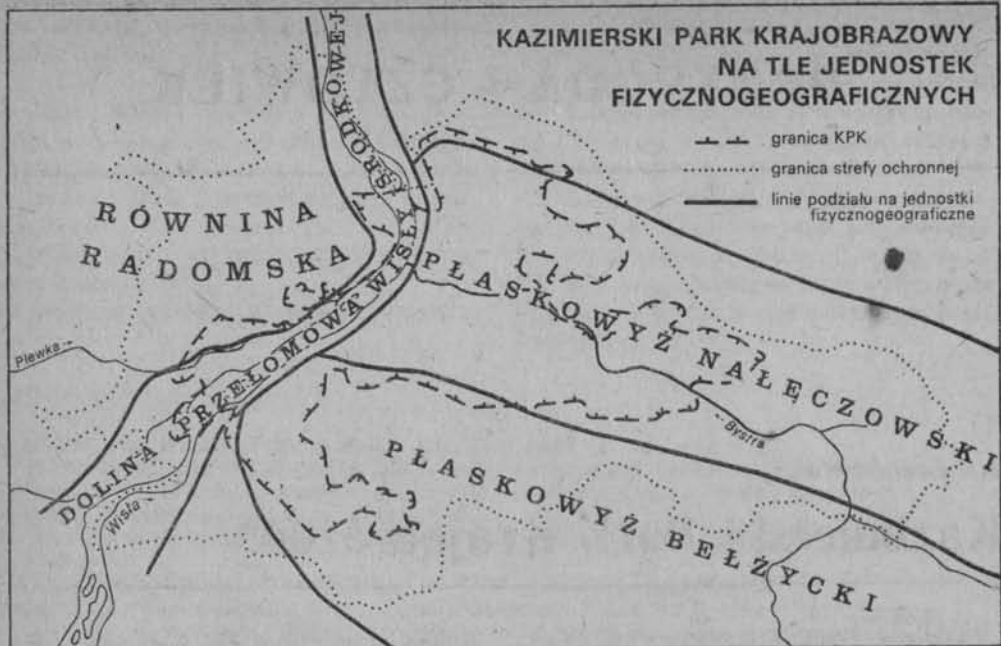 KAZIMIERSKI PARK KRAJOBRAZOWY
NA TLE JEDNOSTEK
FIZYCZNOGEOGRAFICZNYCH
granica KPK
granica strefy ochronnej
linie podziału na jednostki
fizycznogeograficzne
RÓWNINA
RADOMSKA
DOLINA PRZEŁOMOWA WISŁY ŚRODKOWEJ
PŁASKOWYŻ NAŁĘCZOWSKI
Plewka
Bystra
PŁASKOWYŻ BEŁŻYCKI
Wisła